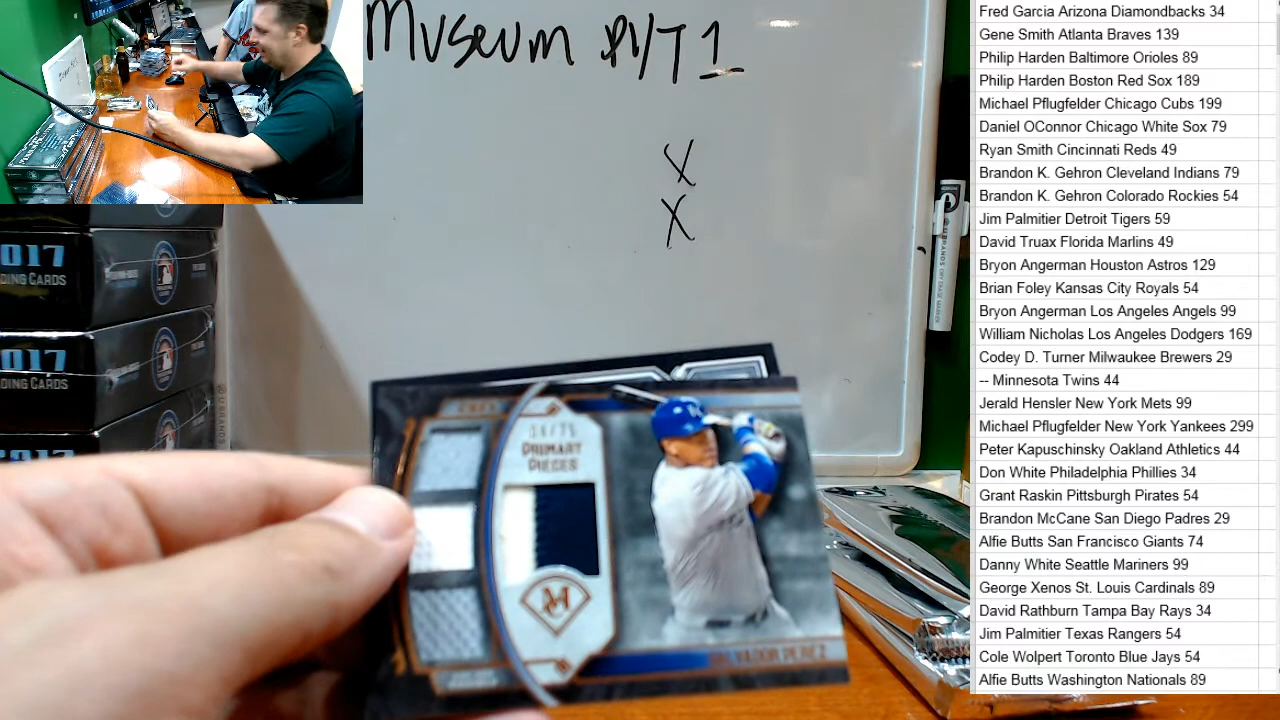 Museum P/T 1
X
X
Fred Garcia Arizona Diamondbacks 34
Gene Smith Atlanta Braves 139
Philip Harden Baltimore Orioles 89
Philip Harden Boston Red Sox 189
Michael Pflugfelder Chicago Cubs 199
Daniel OConnor Chicago White Sox 79
Ryan Smith Cincinnati Reds 49
Brandon K. Gehron Cleveland Indians 79
Brandon K. Gehron Colorado Rockies 54
Jim Palmitier Detroit Tigers 59
David Truax Florida Marlins 49
Bryon Angerman Houston Astros 129
Brian Foley Kansas City Royals 54
Bryon Angerman Los Angeles Angels 99
William Nicholas Los Angeles Dodgers 169
Codey D. Turner Milwaukee Brewers 29
-- Minnesota Twins 44
Jerald Hensler New York Mets 99
Michael Pflugfelder New York Yankees 299
Peter Kapuschinsky Oakland Athletics 44
Don White Philadelphia Phillies 34
Grant Raskin Pittsburgh Pirates 54
Brandon McCane San Diego Padres 29
Alfie Butts San Francisco Giants 74
Danny White Seattle Mariners 99
George Xenos St. Louis Cardinals 89
David Rathburn Tampa Bay Rays 34
Jim Palmitier Texas Rangers 54
Cole Wolpert Toronto Blue Jays 54
Alfie Butts Washington Nationals 89
017
DING CARDS
017
DING CARDS
PRIMARY
PIECES
M
VADOR PEREZ